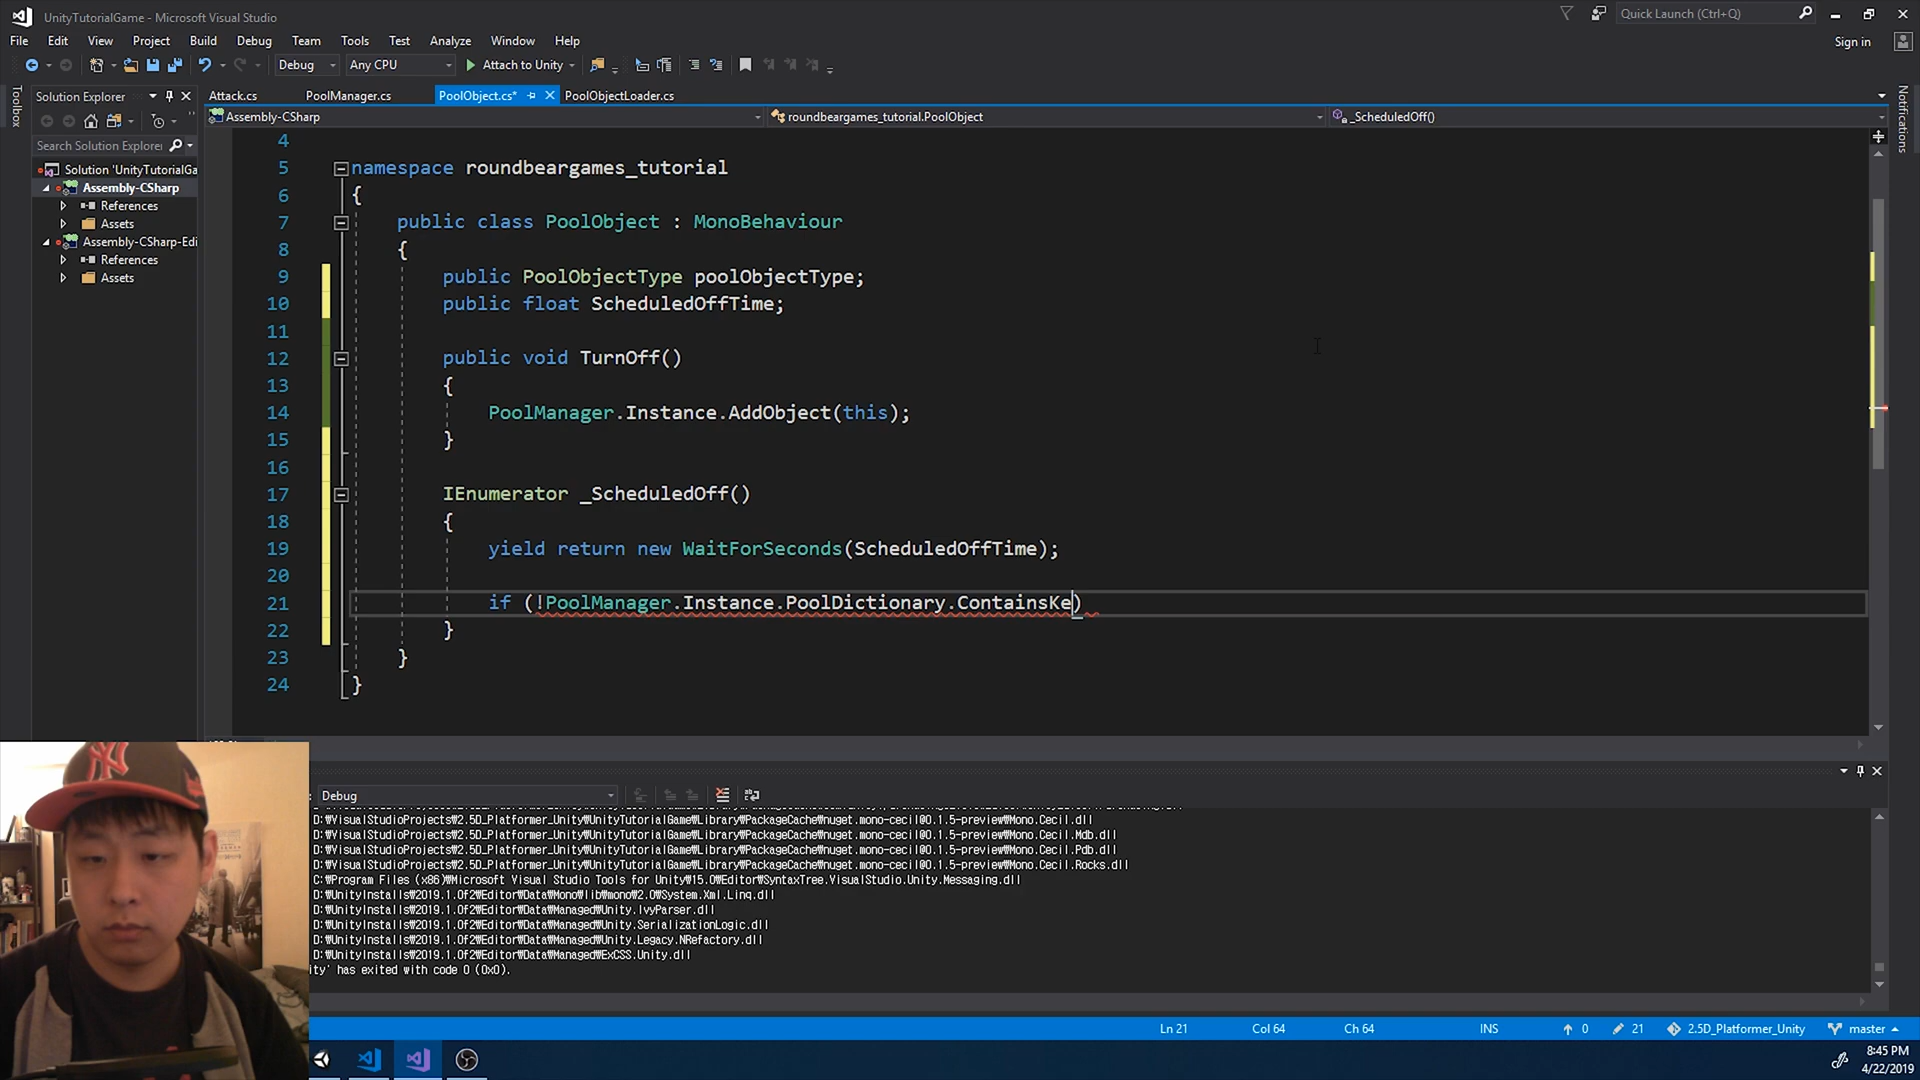 UnityTutorialGame - Microsoft Visual Studio
Quick Launch (Ctrl+Q)
File Edit View Project Build Debug Team Tools Test Analyze Window Help
Sign in
Debug Any CPU Attach to Unity
Toolbox
Solution Explorer
Attack.cs PoolManager.cs PoolObject.cs* PoolObjectLoader.cs
Notifications
Assembly-CSharp roundbeargames_tutorial.PoolObject _ScheduledOff()
Search Solution Explorer
Solution 'UnityTutorialGa
Assembly-CSharp
References
Assets
Assembly-CSharp-Edi
References
Assets
4
5 namespace roundbeargames_tutorial
6 {
7 public class PoolObject : MonoBehaviour
8 {
9 public PoolObjectType poolObjectType;
10 public float ScheduledOffTime;
11
12 public void TurnOff()
13 {
14 PoolManager.Instance.AddObject(this);
15 }
16
17 IEnumerator _ScheduledOff()
18 {
19 yield return new WaitForSeconds(ScheduledOffTime);
20
21 if (!PoolManager.Instance.PoolDictionary.ContainsKe)
22 }
23 }
24 }
Debug
D:₩VisualStudioProjects₩2.5D_Platformer_Unity₩UnityTutorialGame₩Library₩PackageCache₩nuget.mono-cecil@0.1.5-preview₩Mono.Cecil.dll
D:₩VisualStudioProjects₩2.5D_Platformer_Unity₩UnityTutorialGame₩Library₩PackageCache₩nuget.mono-cecil@0.1.5-preview₩Mono.Cecil.Mdb.dll
D:₩VisualStudioProjects₩2.5D_Platformer_Unity₩UnityTutorialGame₩Library₩PackageCache₩nuget.mono-cecil@0.1.5-preview₩Mono.Cecil.Pdb.dll
D:₩VisualStudioProjects₩2.5D_Platformer_Unity₩UnityTutorialGame₩Library₩PackageCache₩nuget.mono-cecil@0.1.5-preview₩Mono.Cecil.Rocks.dll
C:₩Program Files (x86)₩Microsoft Visual Studio Tools for Unity₩15.0₩Editor₩SyntaxTree.VisualStudio.Unity.Messaging.dll
D:₩UnityInstalls₩2019.1.0f2₩Editor₩Data₩Mono₩lib₩mono₩2.0₩System.Xml.Linq.dll
D:₩UnityInstalls₩2019.1.0f2₩Editor₩Data₩Managed₩Unity.IvyParser.dll
D:₩UnityInstalls₩2019.1.0f2₩Editor₩Data₩Managed₩Unity.SerializationLogic.dll
D:₩UnityInstalls₩2019.1.0f2₩Editor₩Data₩Managed₩Unity.Legacy.NRefactory.dll
D:₩UnityInstalls₩2019.1.0f2₩Editor₩Data₩Managed₩ExCSS.Unity.dll
ity' has exited with code 0 (0x0).
Ln 21 Col 64 Ch 64 INS 0 21 2.5D_Platformer_Unity master
8:45 PM
4/22/2019